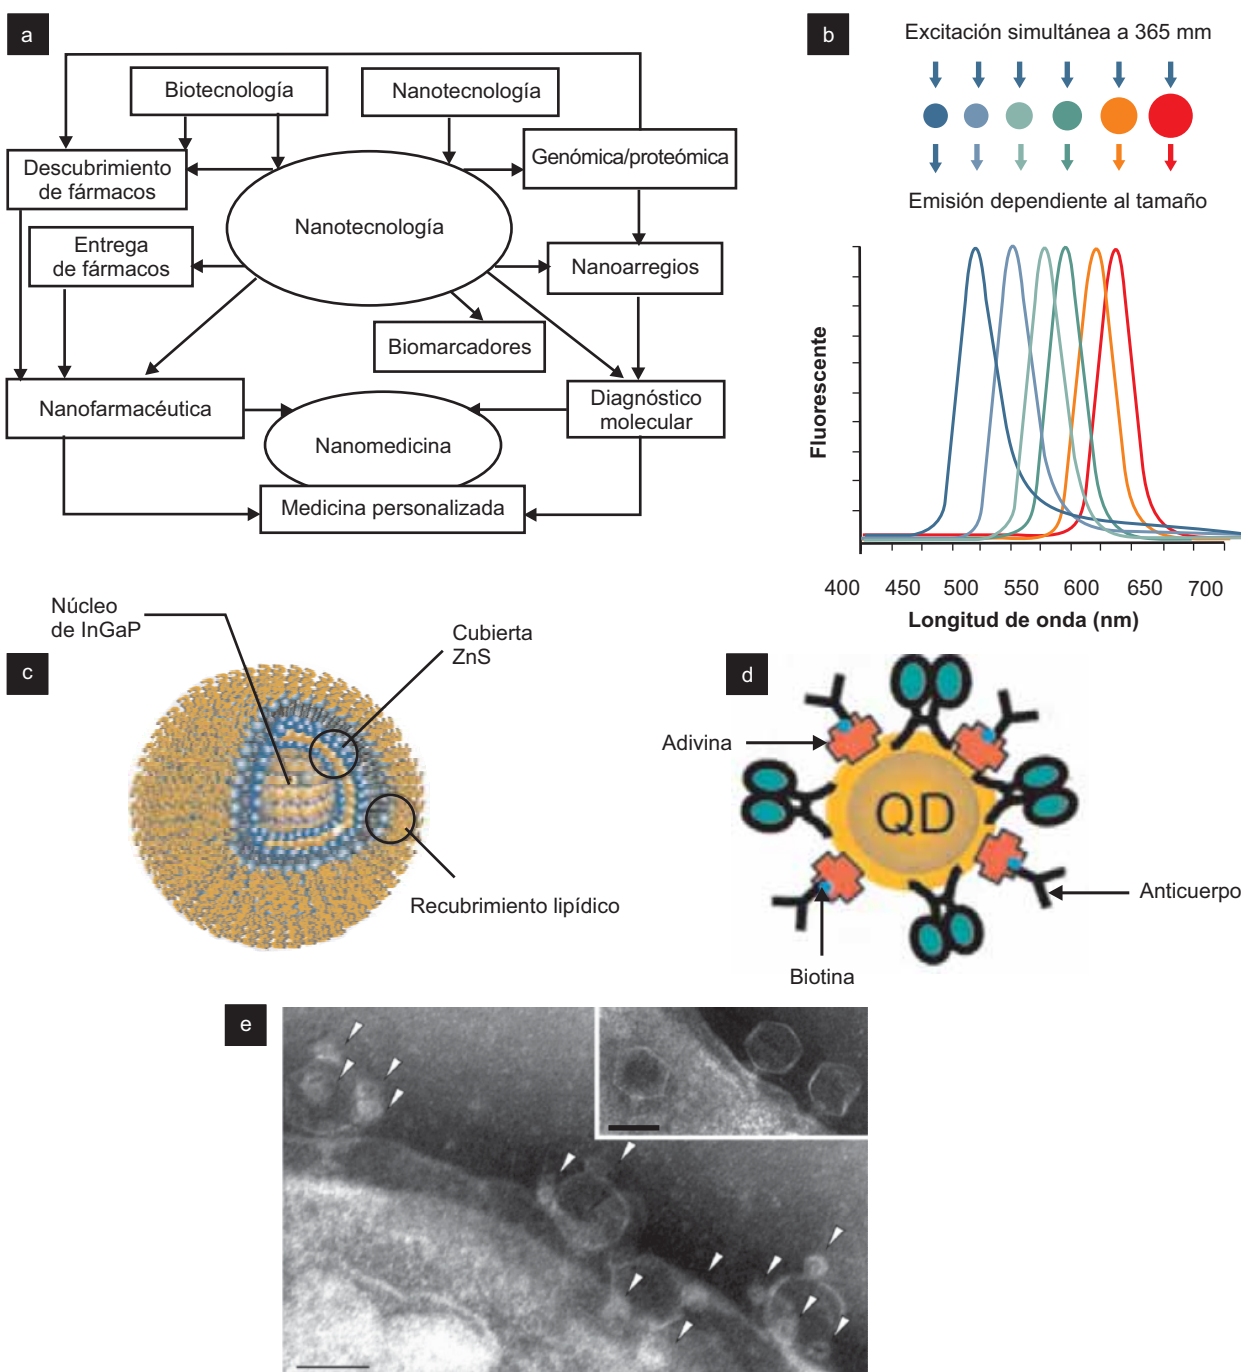 a
Biotecnología
Nanotecnología
Descubrimiento
de fármacos
Genómica/proteómica
Nanotecnología
Entrega
de fármacos
Nanoarregios
Biomarcadores
Nanofarmacéutica
Diagnóstico
molecular
Nanomedicina
Medicina personalizada
b
Excitación simultánea a 365 mm
Emisión dependiente al tamaño
Fluorescente
400 450 500 550 600 650 700
Longitud de onda (nm)
c
Núcleo
de InGaP
Cubierta
ZnS
Recubrimiento lipídico
d
Adivina
QD
Anticuerpo
Biotina
e